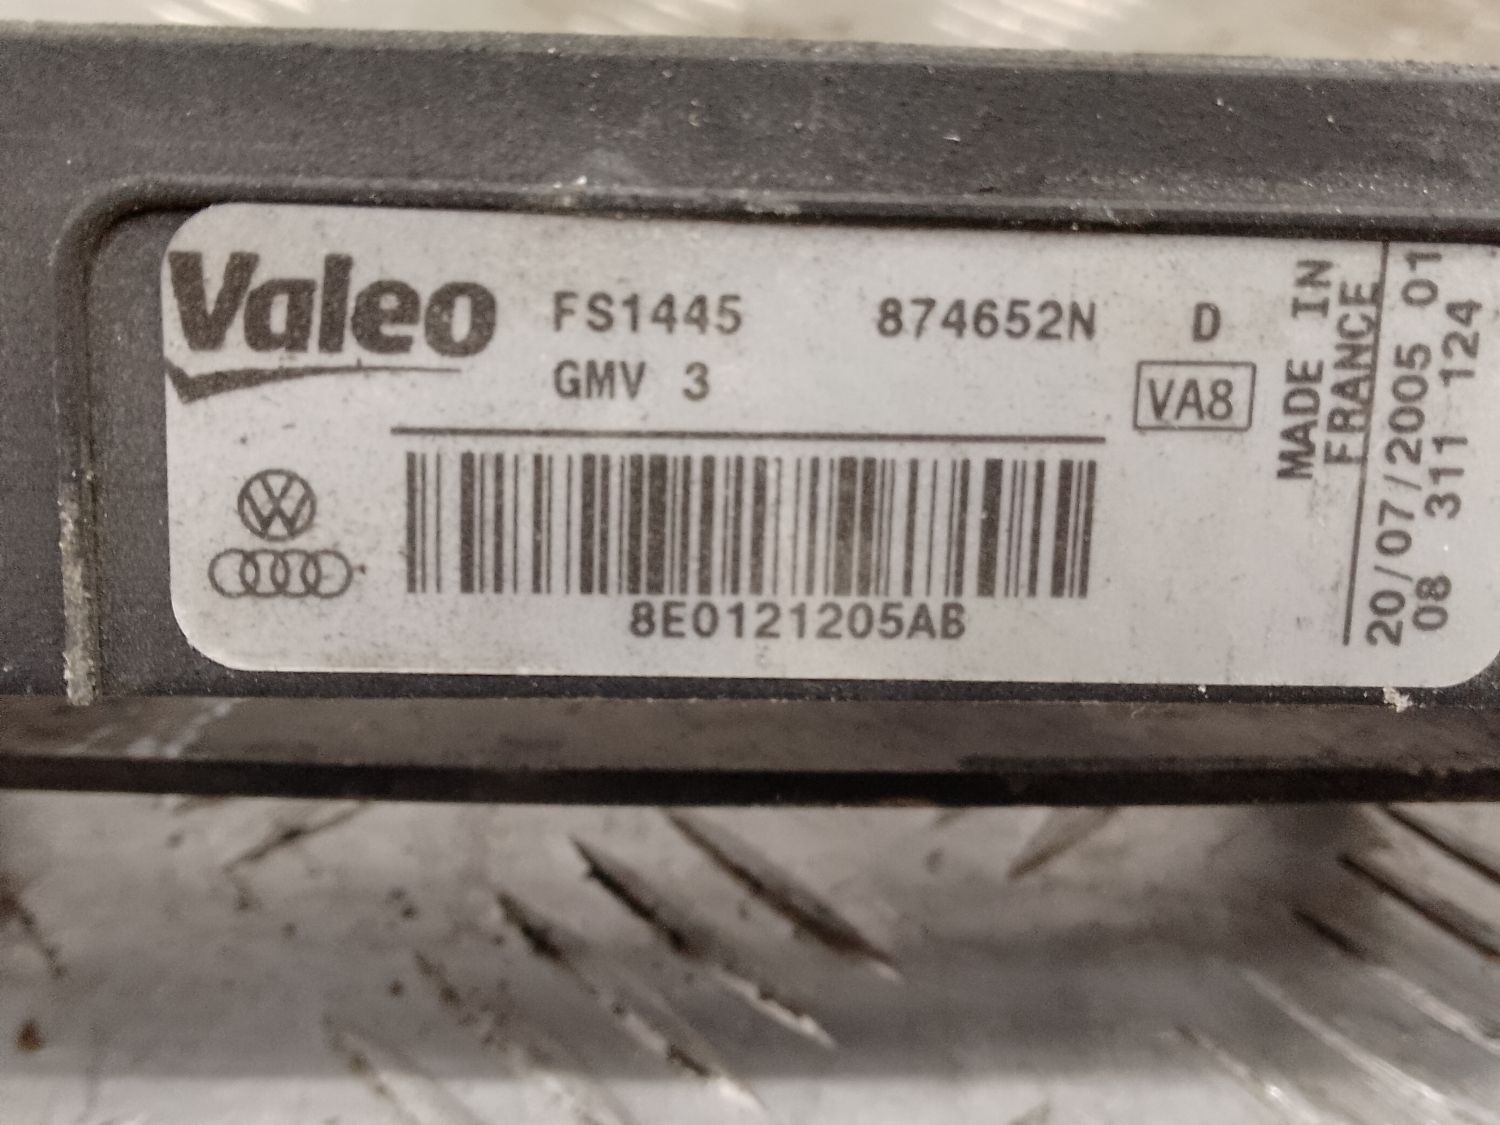 Valeo
FS1445
874652N
D
GMV 3
VA8
8E0121205AB
MADE IN
FRANCE
20/07/2005 01
08 311 124